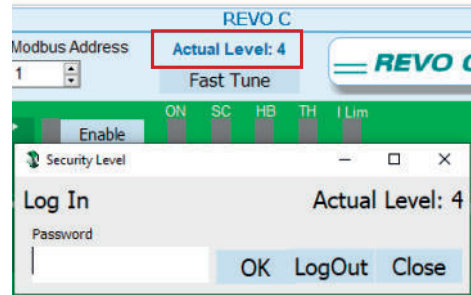 REVO C
Modbus Address
Actual Level: 4
1
Fast Tune
REVO C
ON SC HB TH I Lim
Enable
Security Level
Log In
Actual Level: 4
Password
OK LogOut Close